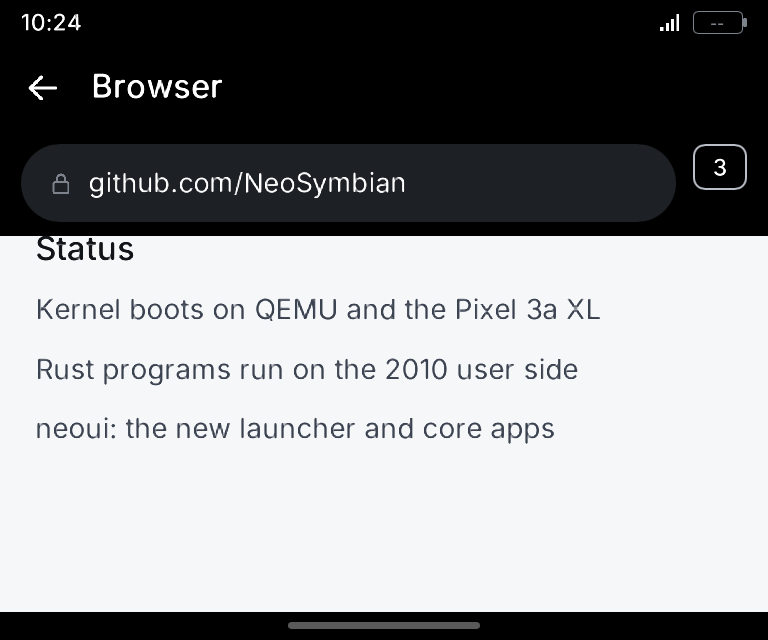 10:24
--
Browser
github.com/NeoSymbian
3
Status
Kernel boots on QEMU and the Pixel 3a XL
Rust programs run on the 2010 user side
neoui: the new launcher and core apps